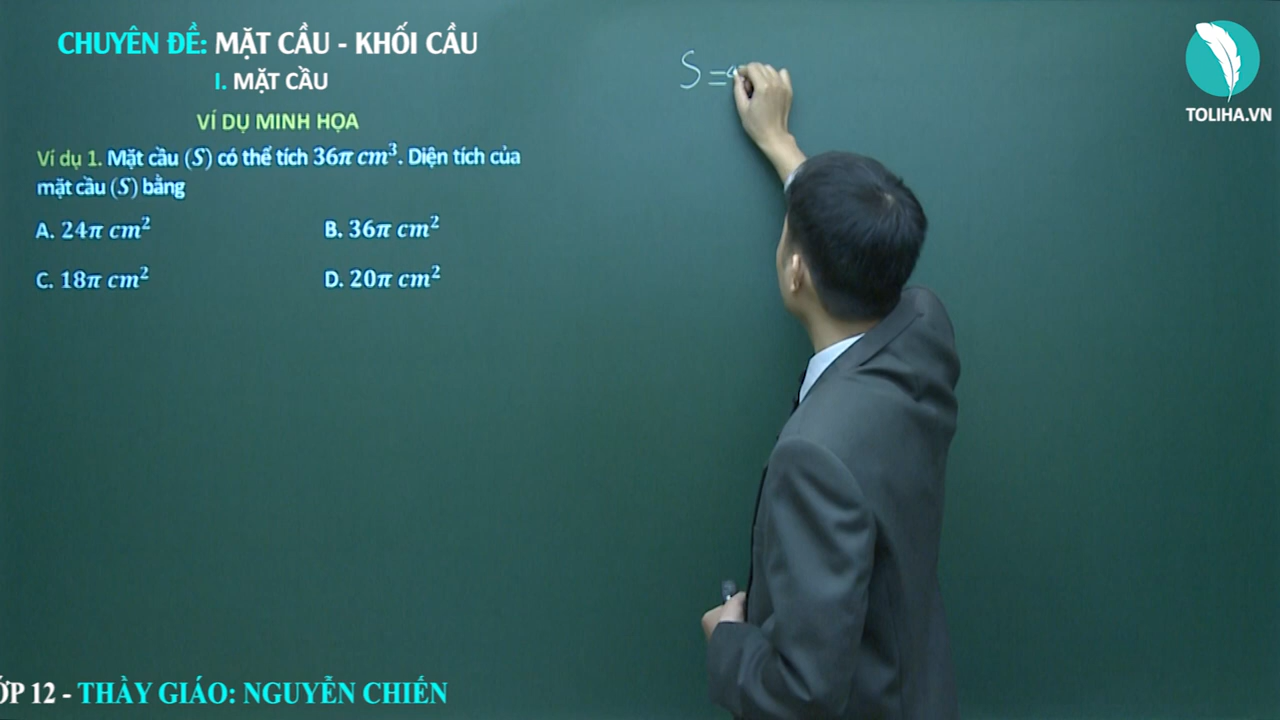 CHUYÊN ĐỀ: MẶT CẦU - KHỐI CẦU
I. MẶT CẦU
VÍ DỤ MINH HỌA
Ví dụ 1. Mặt cầu (S) có thể tích 36π cm³. Diện tích của
mặt cầu (S) bằng
A. 24π cm² B. 36π cm²
C. 18π cm² D. 20π cm²
S =
TOLIHA.VN
ỚP 12 - THẦY GIÁO: NGUYỄN CHIẾN